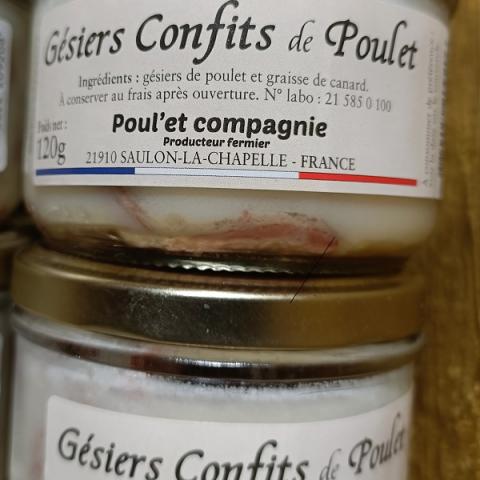 Gésiers Confits de Poulet
Ingrédients : gésiers de poulet et graisse de canard.
À conserver au frais après ouverture. N° labo : 21 585 0 100
Poids net :
120g
Poul'et compagnie
Producteur fermier
21910 SAULON-LA-CHAPELLE - FRANCE
Gésiers Confits de Poulet